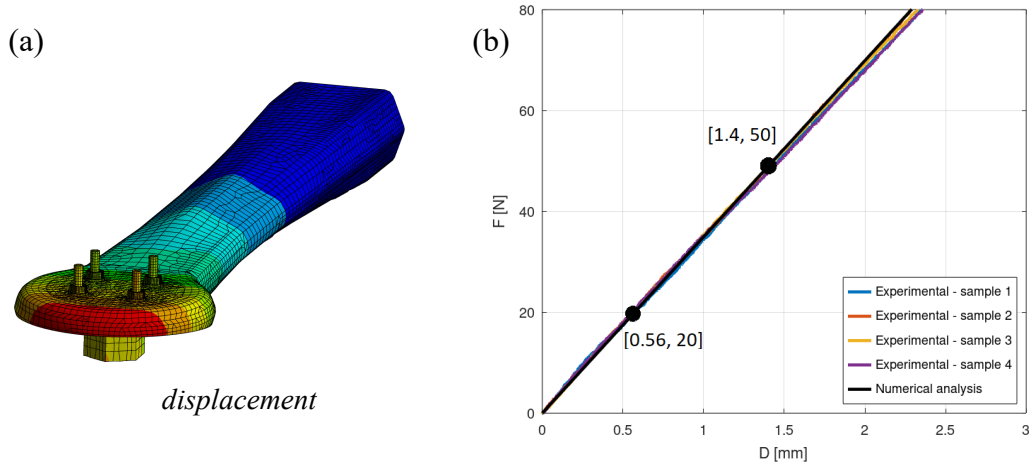 (a)
displacement
(b)
80
60
40
20
0
F [N]
0
0.5
1
1.5
2
2.5
3
D [mm]
[1.4, 50]
[0.56, 20]
Experimental - sample 1
Experimental - sample 2
Experimental - sample 3
Experimental - sample 4
Numerical analysis